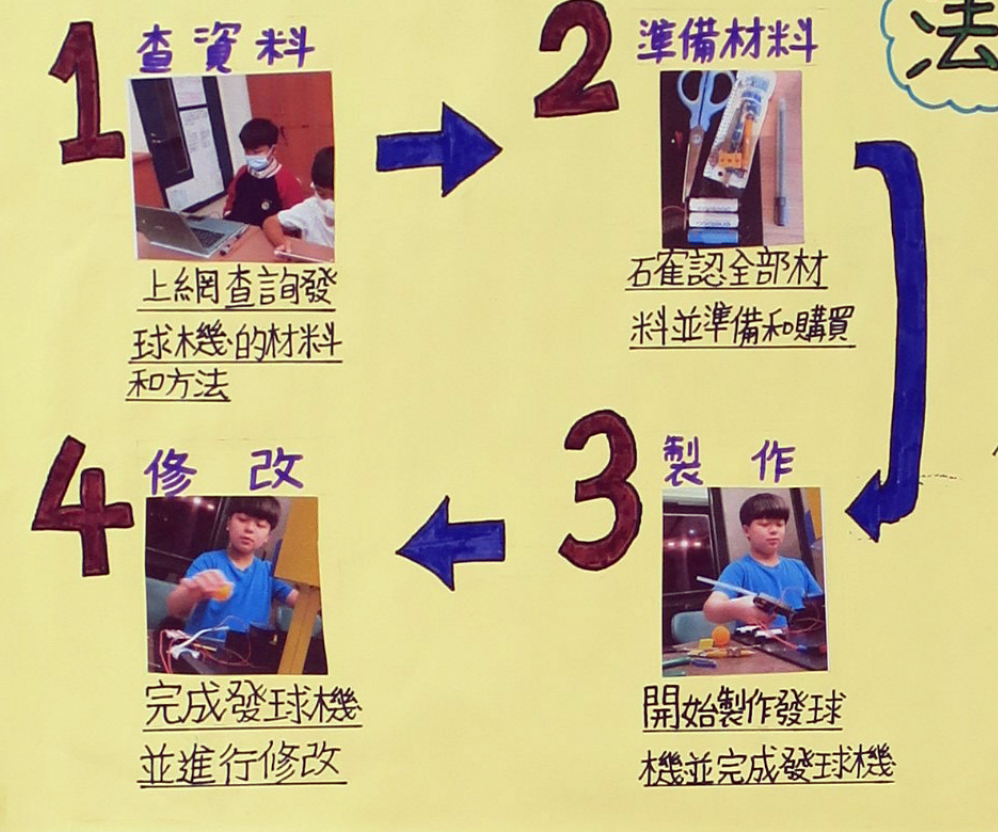 1
查資料
上網查詢發
球機的材料
和方法
2
準備材料
確認全部材
料並準備和購買
法
3
製作
開始製作發球
機並完成發球機
4
修改
完成發球機
並進行修改